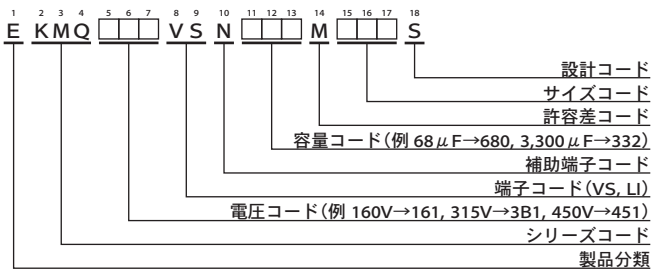 1 2 3 4 5 6 7 8 9 10 11 12 13 14 15 16 17 18
E KMQ □□□ VS N □□□ M □□□ S
設計コード
サイズコード
許容差コード
容量コード(例 68μF→680, 3,300μF→332)
補助端子コード
端子コード(VS, LI)
電圧コード(例 160V→161, 315V→3B1, 450V→451)
シリーズコード
製品分類